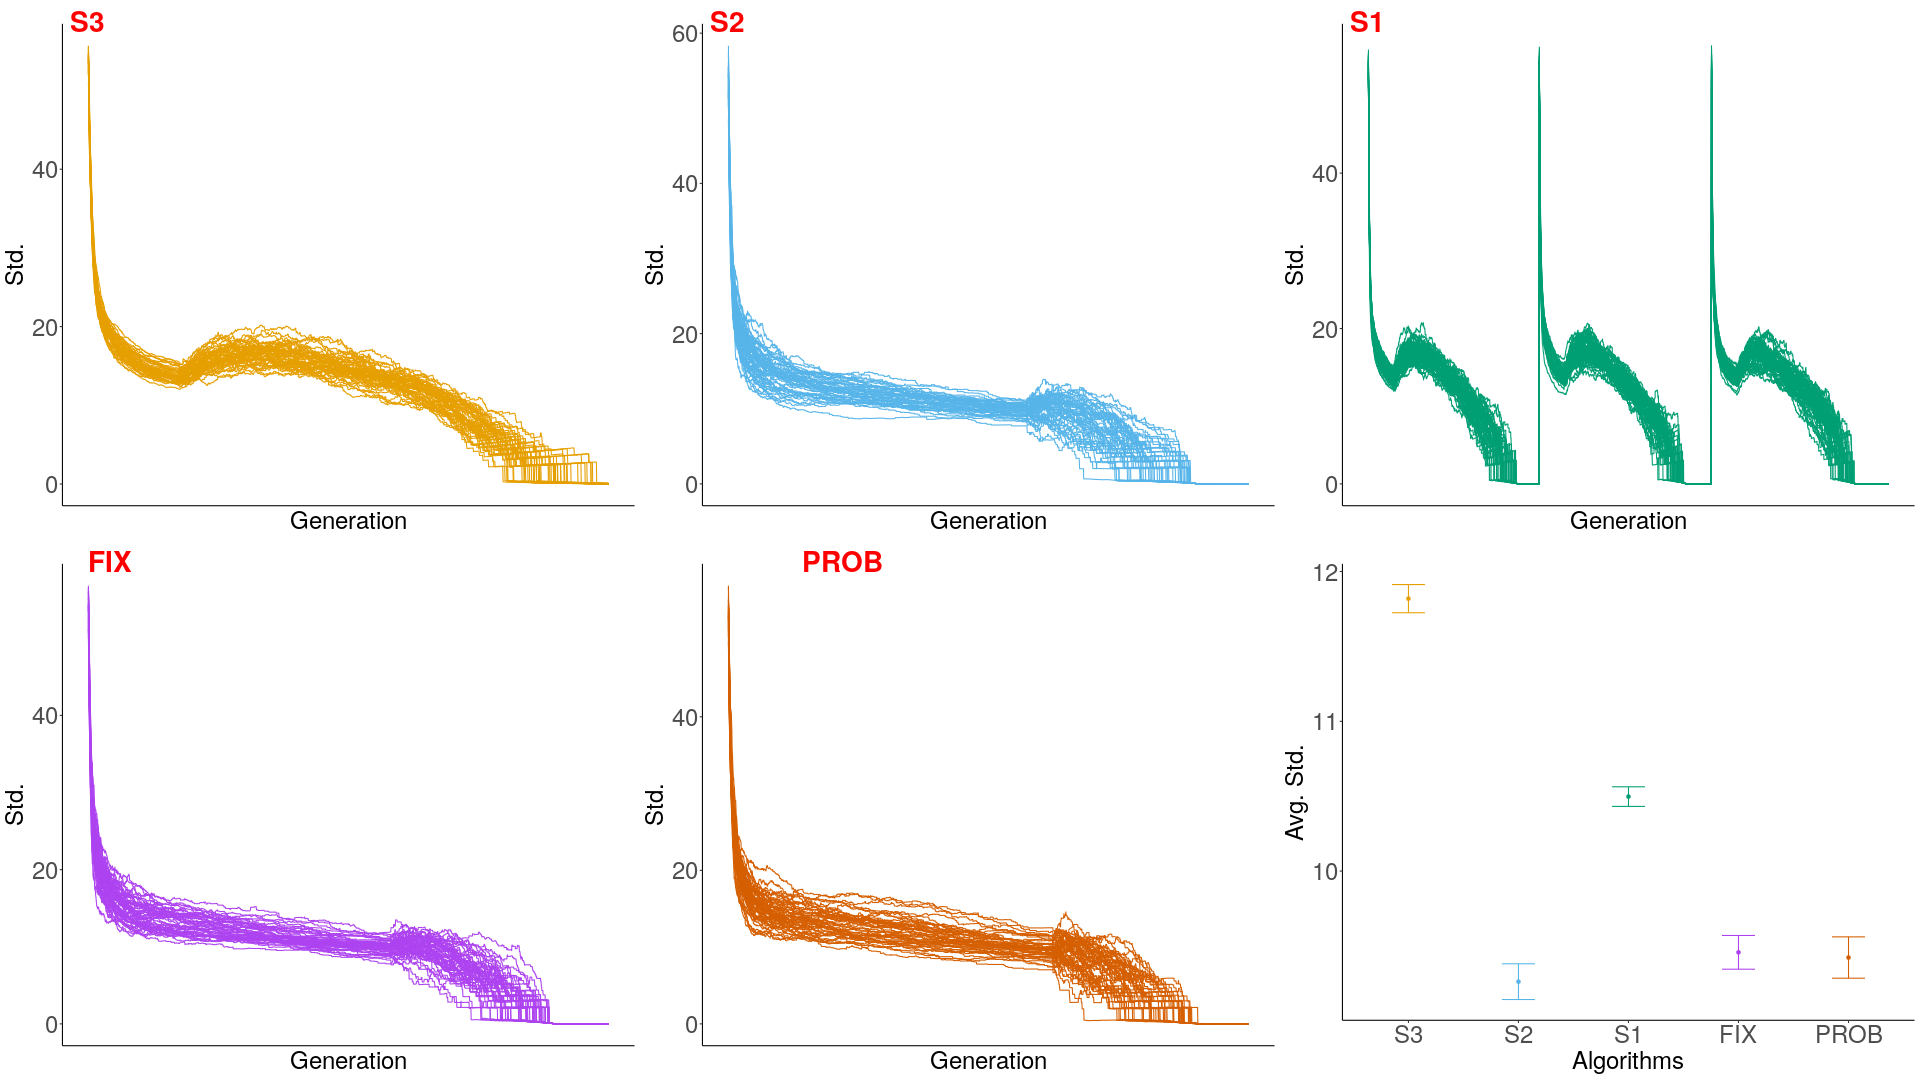 S3
40
20
0
Std.
Generation
S2
60
40
20
0
Std.
Generation
S1
40
20
0
Std.
Generation
FIX
40
20
0
Std.
Generation
PROB
40
20
0
Std.
Generation
12
11
10
Avg. Std.
S3 S2 S1 FIX PROB
Algorithms